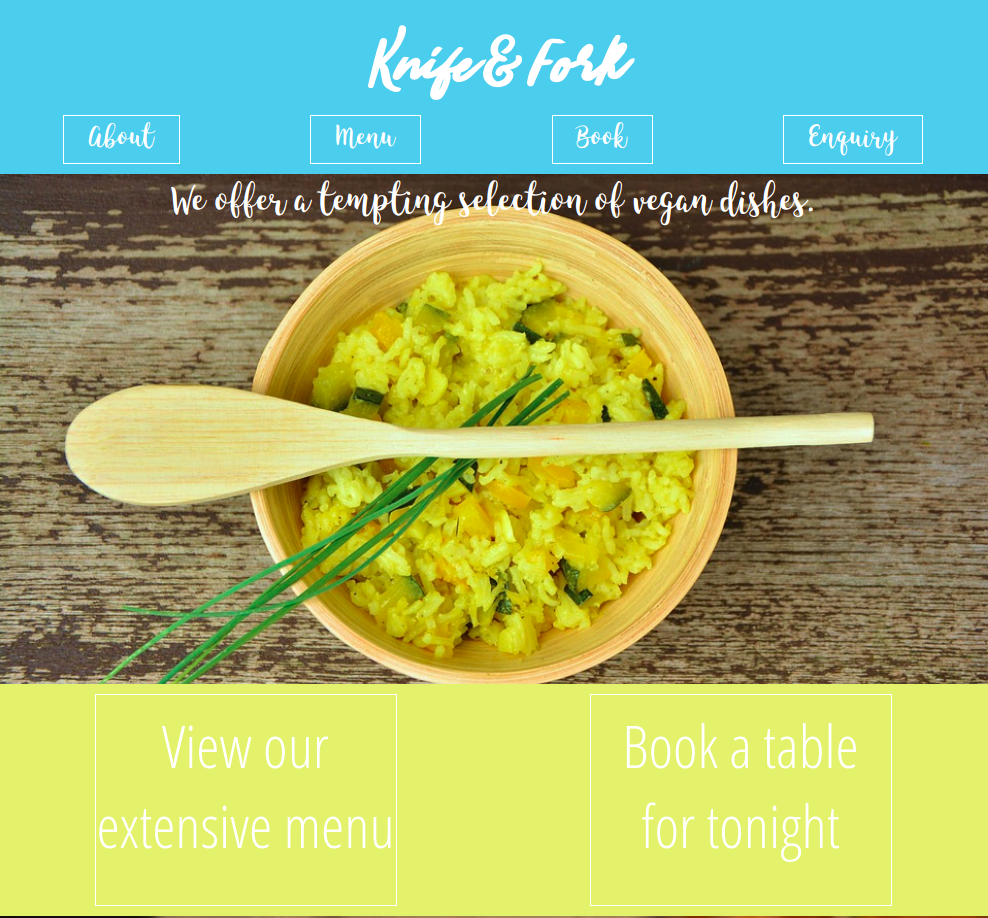 Knife & Fork
About Menu Book Enquiry
We offer a tempting selection of vegan dishes.
View our
extensive menu
Book a table
for tonight